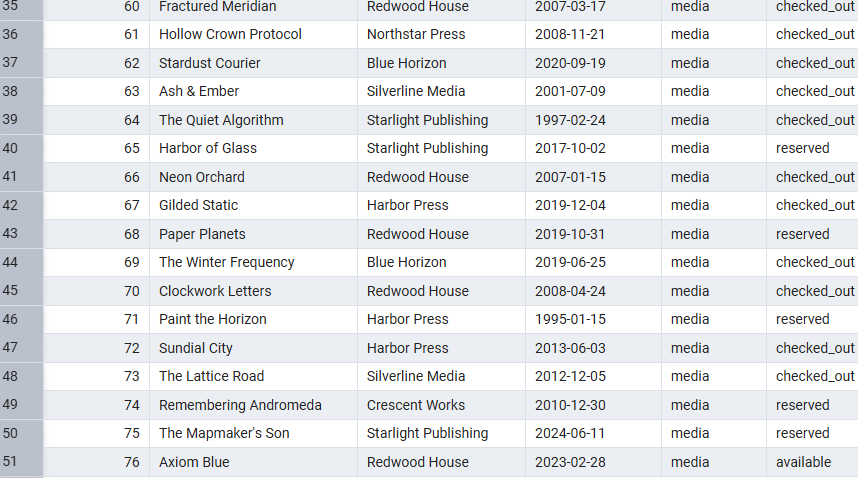 35 60 Fractured Meridian Redwood House 2007-03-17 media checked_out
36 61 Hollow Crown Protocol Northstar Press 2008-11-21 media checked_out
37 62 Stardust Courier Blue Horizon 2020-09-19 media checked_out
38 63 Ash & Ember Silverline Media 2001-07-09 media checked_out
39 64 The Quiet Algorithm Starlight Publishing 1997-02-24 media checked_out
40 65 Harbor of Glass Starlight Publishing 2017-10-02 media reserved
41 66 Neon Orchard Redwood House 2007-01-15 media checked_out
42 67 Gilded Static Harbor Press 2019-12-04 media checked_out
43 68 Paper Planets Redwood House 2019-10-31 media reserved
44 69 The Winter Frequency Blue Horizon 2019-06-25 media checked_out
45 70 Clockwork Letters Redwood House 2008-04-24 media checked_out
46 71 Paint the Horizon Harbor Press 1995-01-15 media reserved
47 72 Sundial City Harbor Press 2013-06-03 media checked_out
48 73 The Lattice Road Silverline Media 2012-12-05 media checked_out
49 74 Remembering Andromeda Crescent Works 2010-12-30 media reserved
50 75 The Mapmaker's Son Starlight Publishing 2024-06-11 media reserved
51 76 Axiom Blue Redwood House 2023-02-28 media available